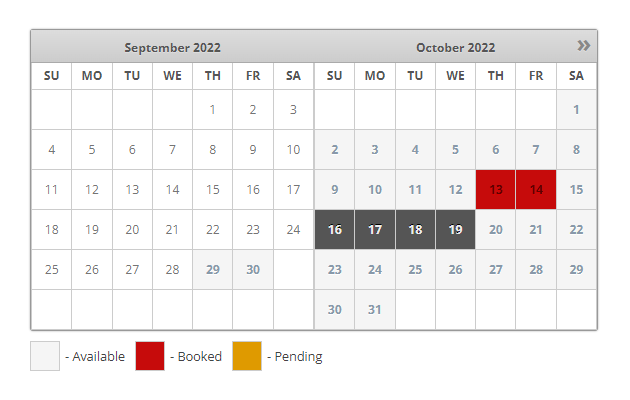 September 2022 October 2022 »
SU MO TU WE TH FR SA SU MO TU WE TH FR SA
1 2 3 1
4 5 6 7 8 9 10 2 3 4 5 6 7 8
11 12 13 14 15 16 17 9 10 11 12 13 14 15
18 19 20 21 22 23 24 16 17 18 19 20 21 22
25 26 27 28 29 30 23 24 25 26 27 28 29
30 31
- Available - Booked - Pending